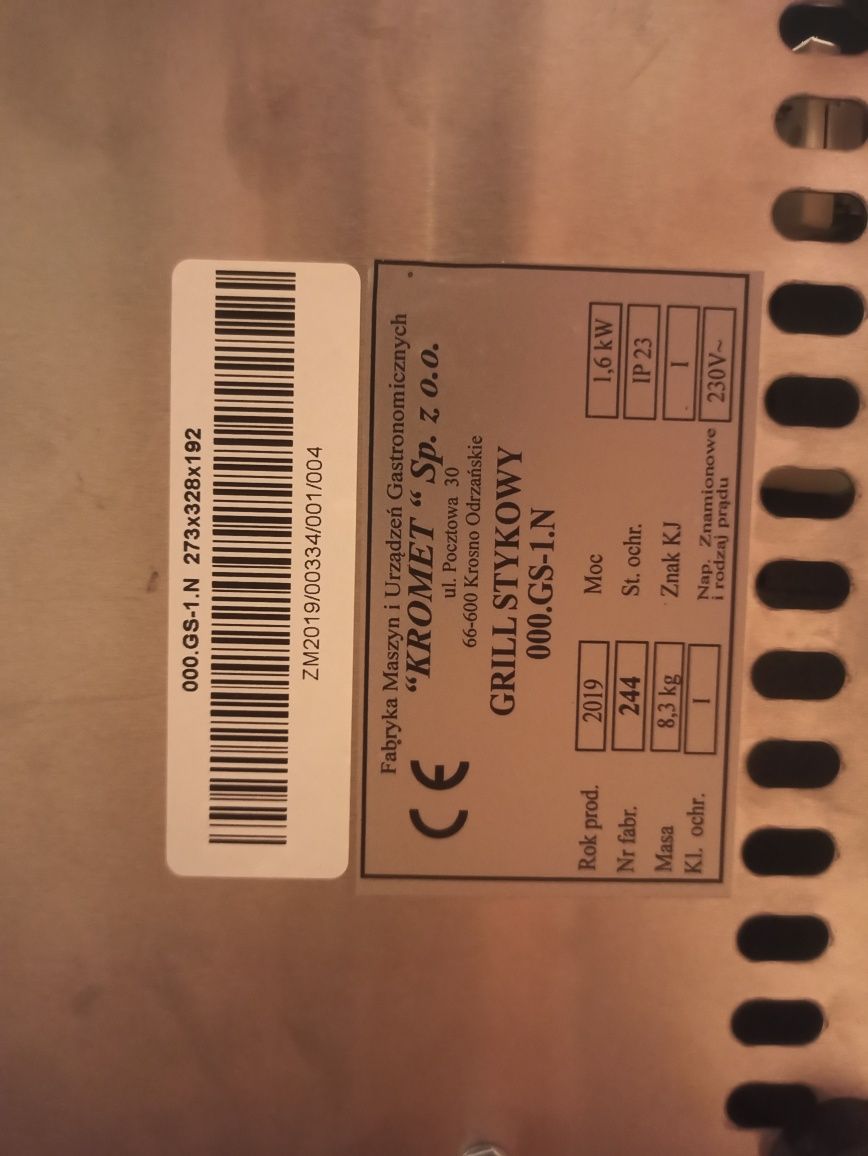 000.GS-1.N 273x328x192
ZM2019/00334/001/004
Fabryka Maszyn i Urządzeń Gastronomicznych
CE “KROMET “ Sp. z o.o.
ul. Pocztowa 30
66-600 Krosno Odrzańskie
GRILL STYKOWY
000.GS-1.N
Rok prod. 2019 Moc 1,6 kW
Nr fabr. 244 St. ochr. IP 23
Masa 8,3 kg Znak KJ I
Kl. ochr. I Nap. Znamionowe 230V~
i rodzaj prądu